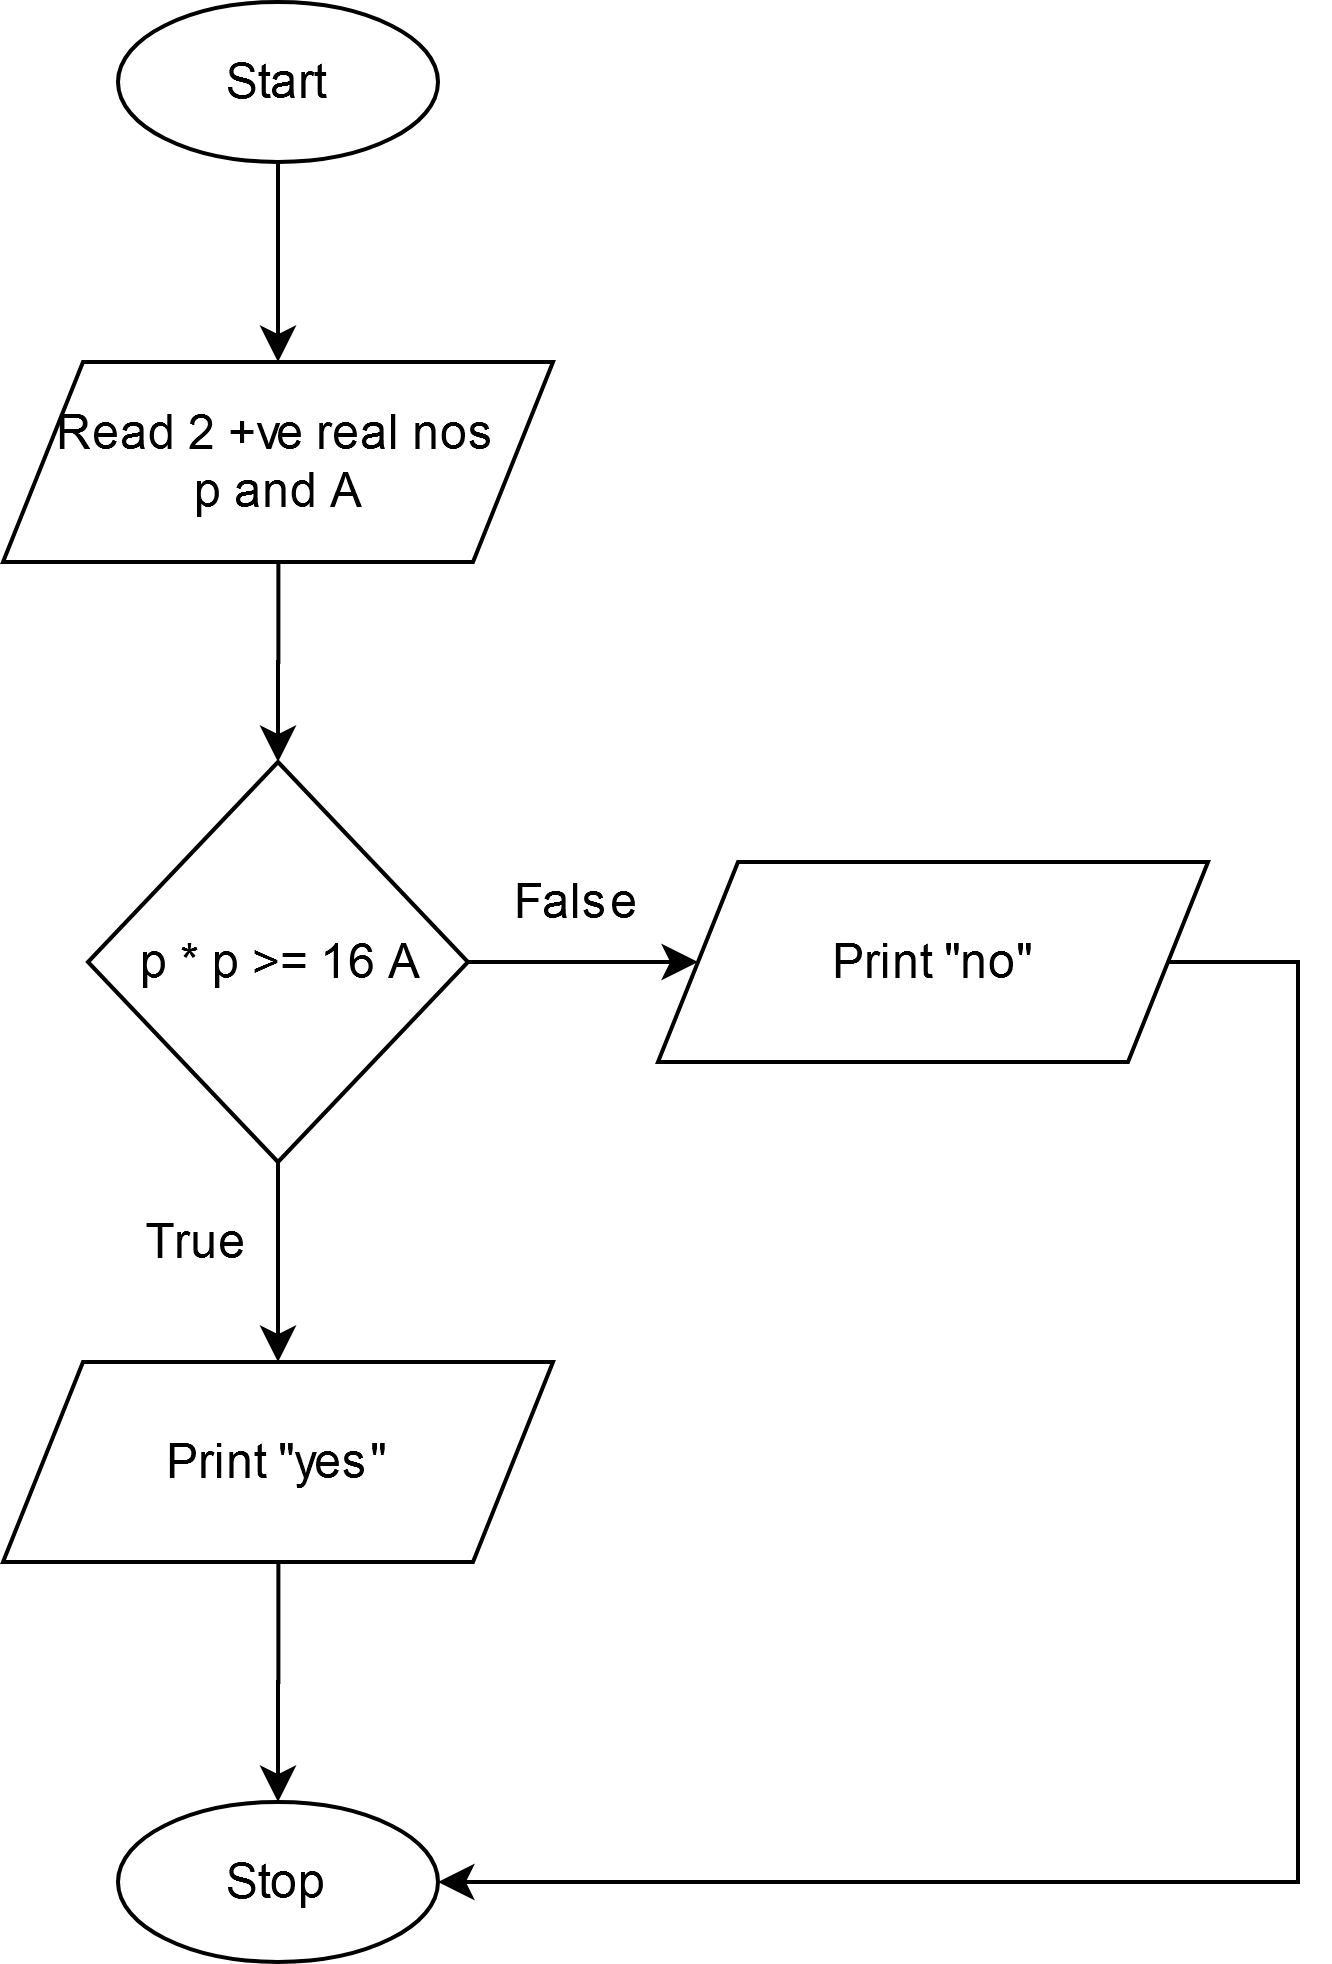 Start
Read 2 +ve real nos
p and A
p * p >= 16 A
False
Print "no"
True
Print "yes"
Stop